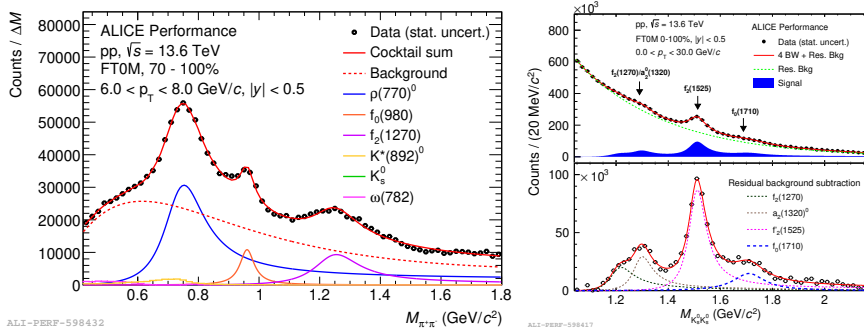 Counts / ΔM
80000
70000
60000
50000
40000
30000
20000
10000
0
ALICE Performance
pp, √s = 13.6 TeV
FT0M, 70 - 100%
6.0 < pT < 8.0 GeV/c, |y| < 0.5
Data (stat. uncert.)
Cocktail sum
Background
ρ(770)⁰
f₀(980)
f₂(1270)
K*(892)⁰
K⁰s
ω(782)
0.6 0.8 1 1.2 1.4 1.6 1.8
Mπ⁺π⁻ (GeV/c²)
ALI-PERF-598432
Counts / (20 MeV/c²)
×10³
800
600
400
200
0
pp, √s = 13.6 TeV
FT0M 0-100%, |y| < 0.5
0.0 < pT < 30.0 GeV/c
ALICE Performance
Data (stat. uncert.)
4 BW + Res. Bkg
Res. Bkg
Signal
f₂(1270)/a₂⁰(1320)
f₂(1525)
f₀(1710)
×10³
100
50
0
Residual background subtraction
f₂(1270)
a₂(1320)⁰
f'₂(1525)
f₀(1710)
1.2 1.4 1.6 1.8 2
MK⁰sK⁰s (GeV/c²)
ALI-PERF-598417